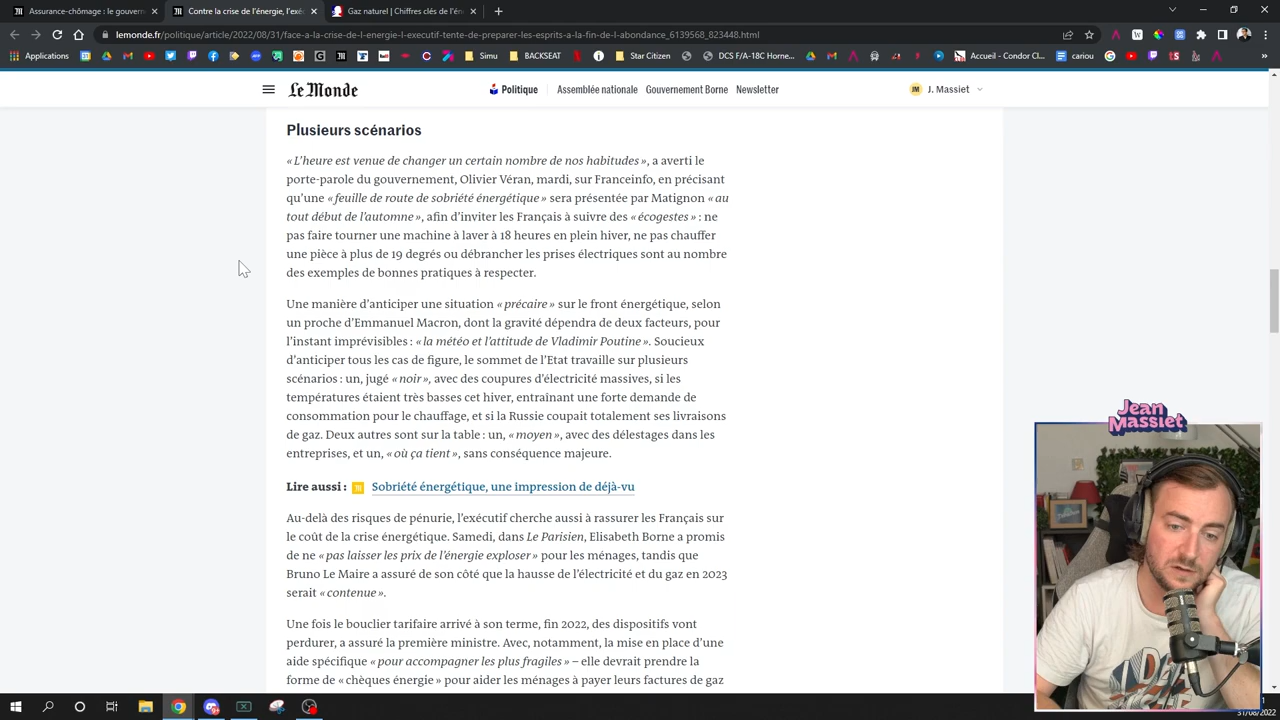 Assurance-chômage : le gouvern
Contre la crise de l'énergie, l'exé
Gaz naturel | Chiffres clés de l'én
lemonde.fr/politique/article/2022/08/31/face-a-la-crise-de-l-energie-l-executif-tente-de-preparer-les-esprits-a-la-fin-de-l-abondance_6139568_823448.html
Applications
Simu
BACKSEAT
Star Citizen
DCS F/A-18C Horne...
Accueil - Condor Cl...
cariou
Le Monde
Politique
Assemblée nationale
Gouvernement Borne
Newsletter
JM
J. Massiet
Plusieurs scénarios
« L'heure est venue de changer un certain nombre de nos habitudes », a averti le
porte-parole du gouvernement, Olivier Véran, mardi, sur Franceinfo, en précisant
qu'une « feuille de route de sobriété énergétique » sera présentée par Matignon « au
tout début de l'automne », afin d'inviter les Français à suivre des « écogestes » : ne
pas faire tourner une machine à laver à 18 heures en plein hiver, ne pas chauffer
une pièce à plus de 19 degrés ou débrancher les prises électriques sont au nombre
des exemples de bonnes pratiques à respecter.
Une manière d'anticiper une situation « précaire » sur le front énergétique, selon
un proche d'Emmanuel Macron, dont la gravité dépendra de deux facteurs, pour
l'instant imprévisibles : « la météo et l'attitude de Vladimir Poutine ». Soucieux
d'anticiper tous les cas de figure, le sommet de l'Etat travaille sur plusieurs
scénarios : un, jugé « noir », avec des coupures d'électricité massives, si les
températures étaient très basses cet hiver, entraînant une forte demande de
consommation pour le chauffage, et si la Russie coupait totalement ses livraisons
de gaz. Deux autres sont sur la table : un, « moyen », avec des délestages dans les
entreprises, et un, « où ça tient », sans conséquence majeure.
Lire aussi : Sobriété énergétique, une impression de déjà-vu
Au-delà des risques de pénurie, l'exécutif cherche aussi à rassurer les Français sur
le coût de la crise énergétique. Samedi, dans Le Parisien, Elisabeth Borne a promis
de ne « pas laisser les prix de l'énergie exploser » pour les ménages, tandis que
Bruno Le Maire a assuré de son côté que la hausse de l'électricité et du gaz en 2023
serait « contenue ».
Une fois le bouclier tarifaire arrivé à son terme, fin 2022, des dispositifs vont
perdurer, a assuré la première ministre. Avec, notamment, la mise en place d'une
aide spécifique « pour accompagner les plus fragiles » – elle devrait prendre la
forme de « chèques énergie » pour aider les ménages à payer leurs factures de gaz
Jean
Massiet
31/08/2022